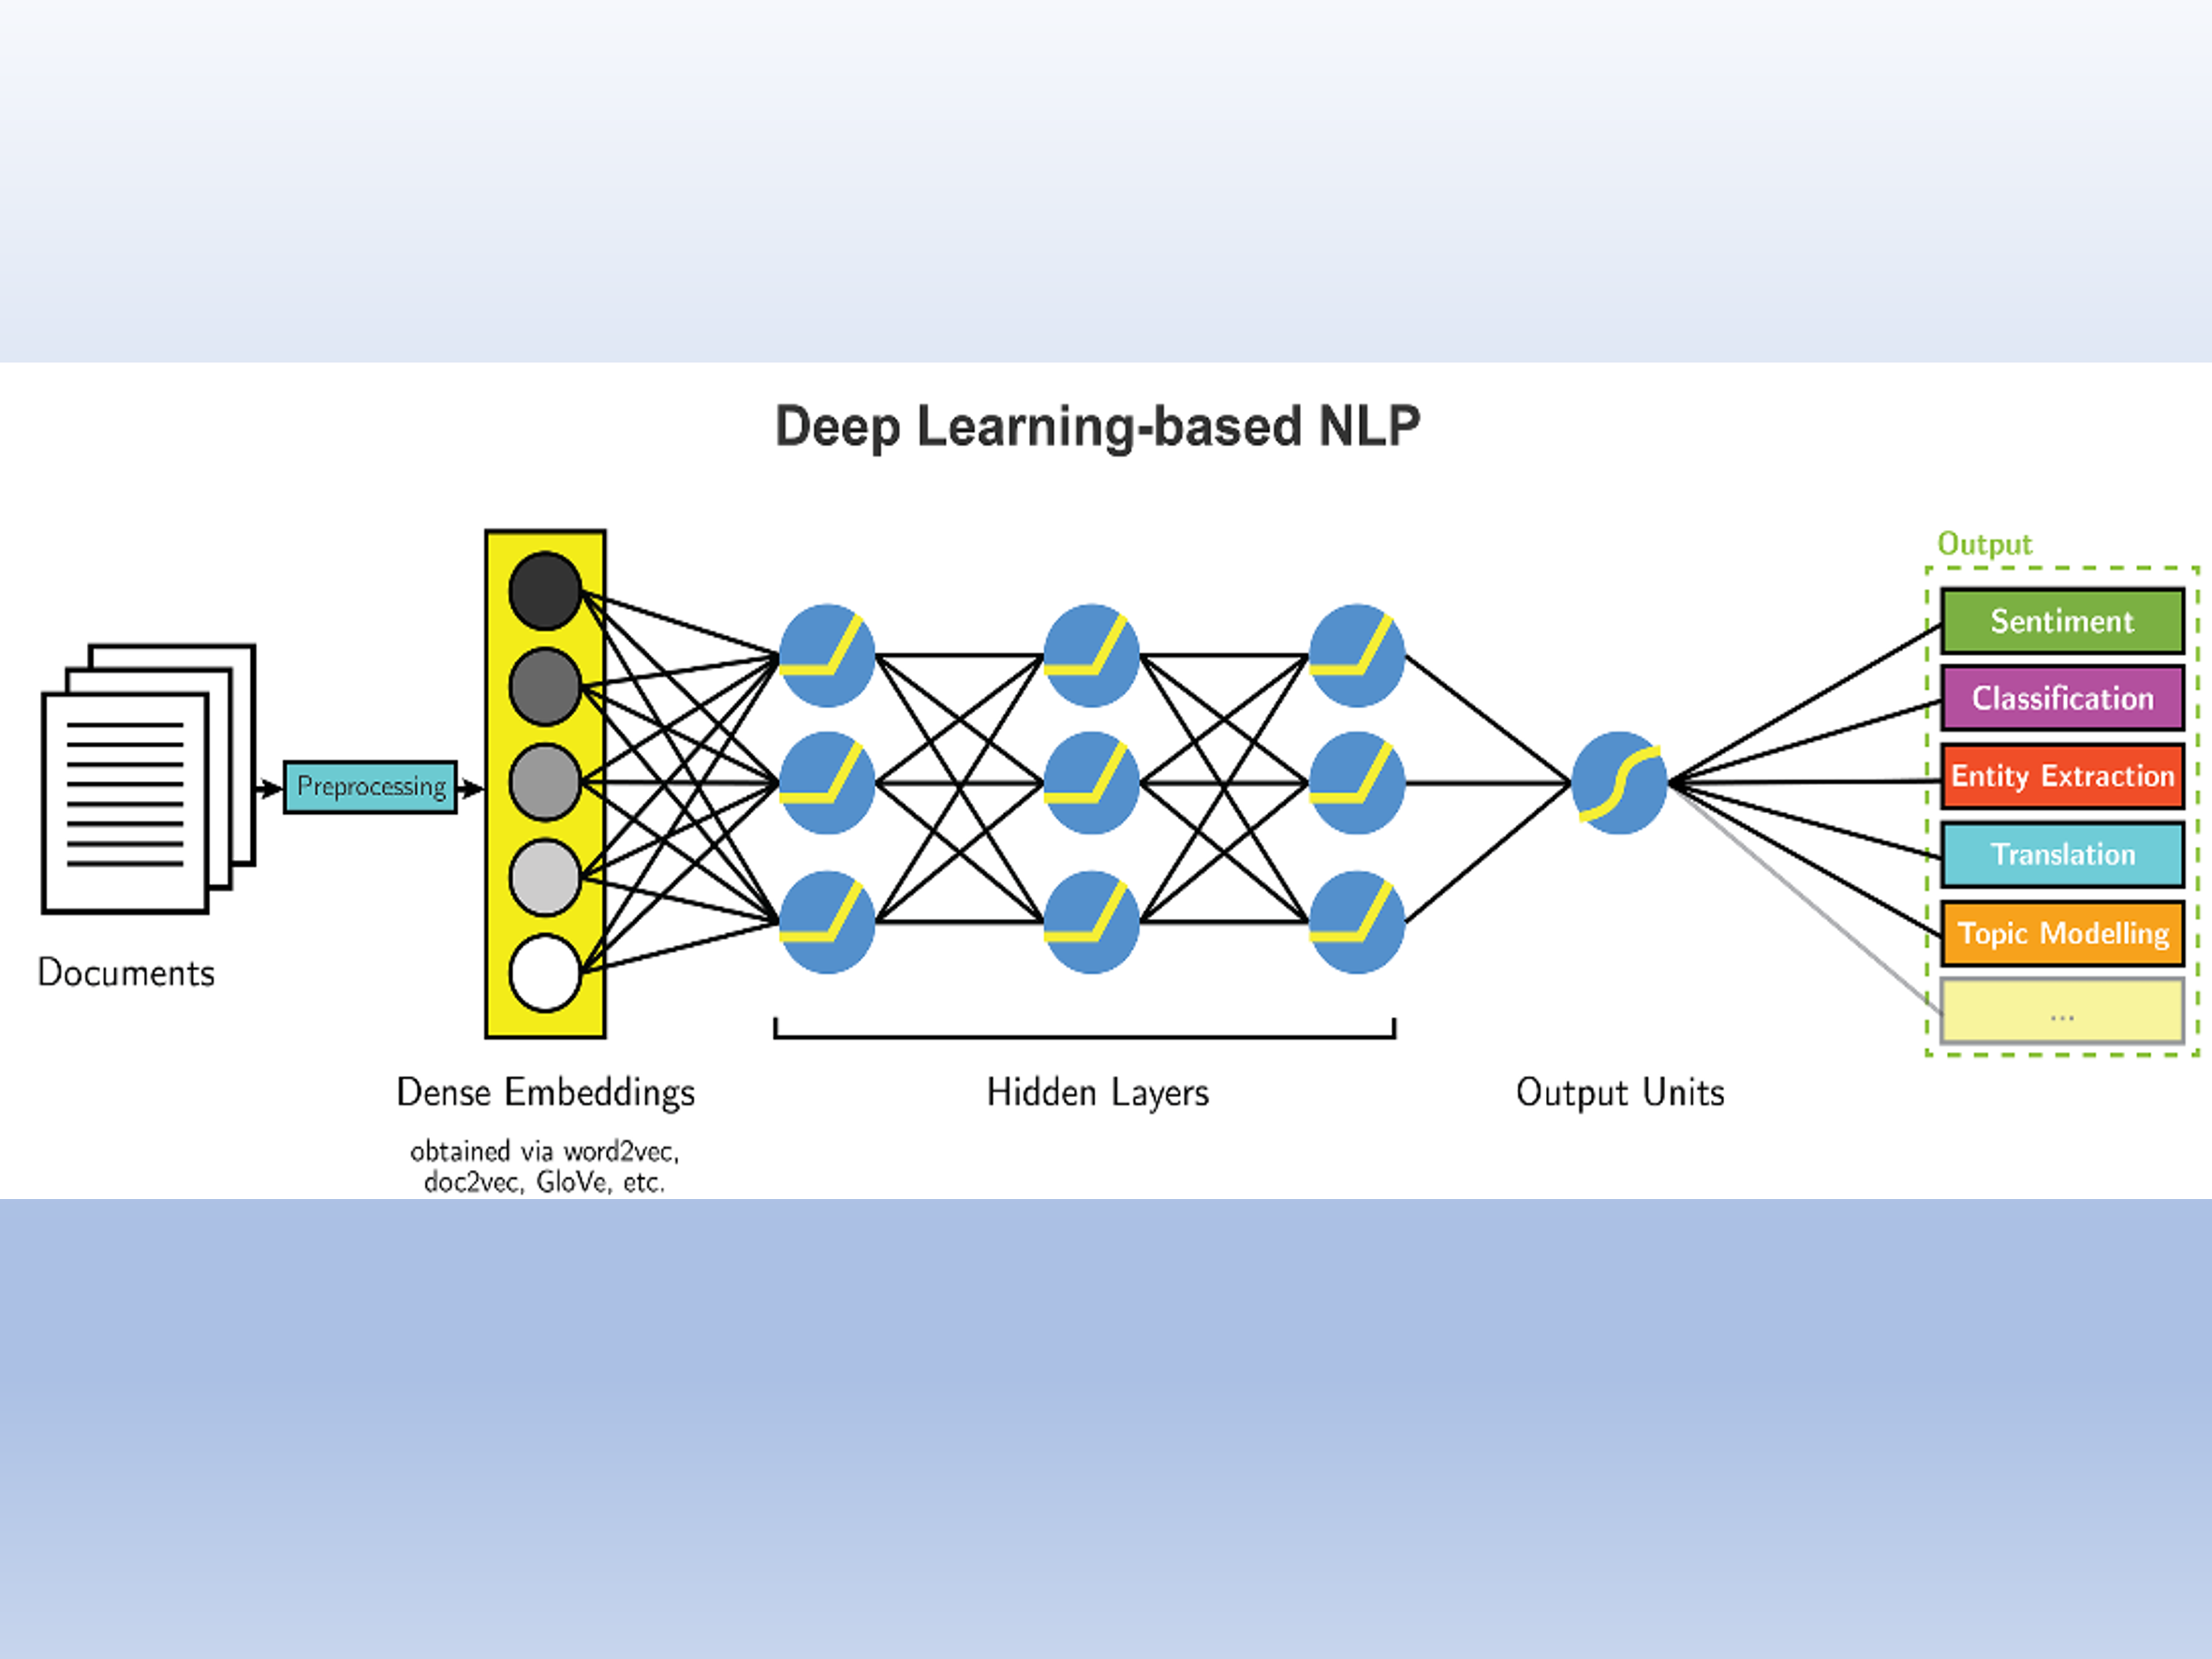 Deep Learning-based NLP
Documents
Preprocessing
Dense Embeddings
obtained via word2vec,
doc2vec, GloVe, etc.
Hidden Layers
Output Units
Output
Sentiment
Classification
Entity Extraction
Translation
Topic Modelling
...